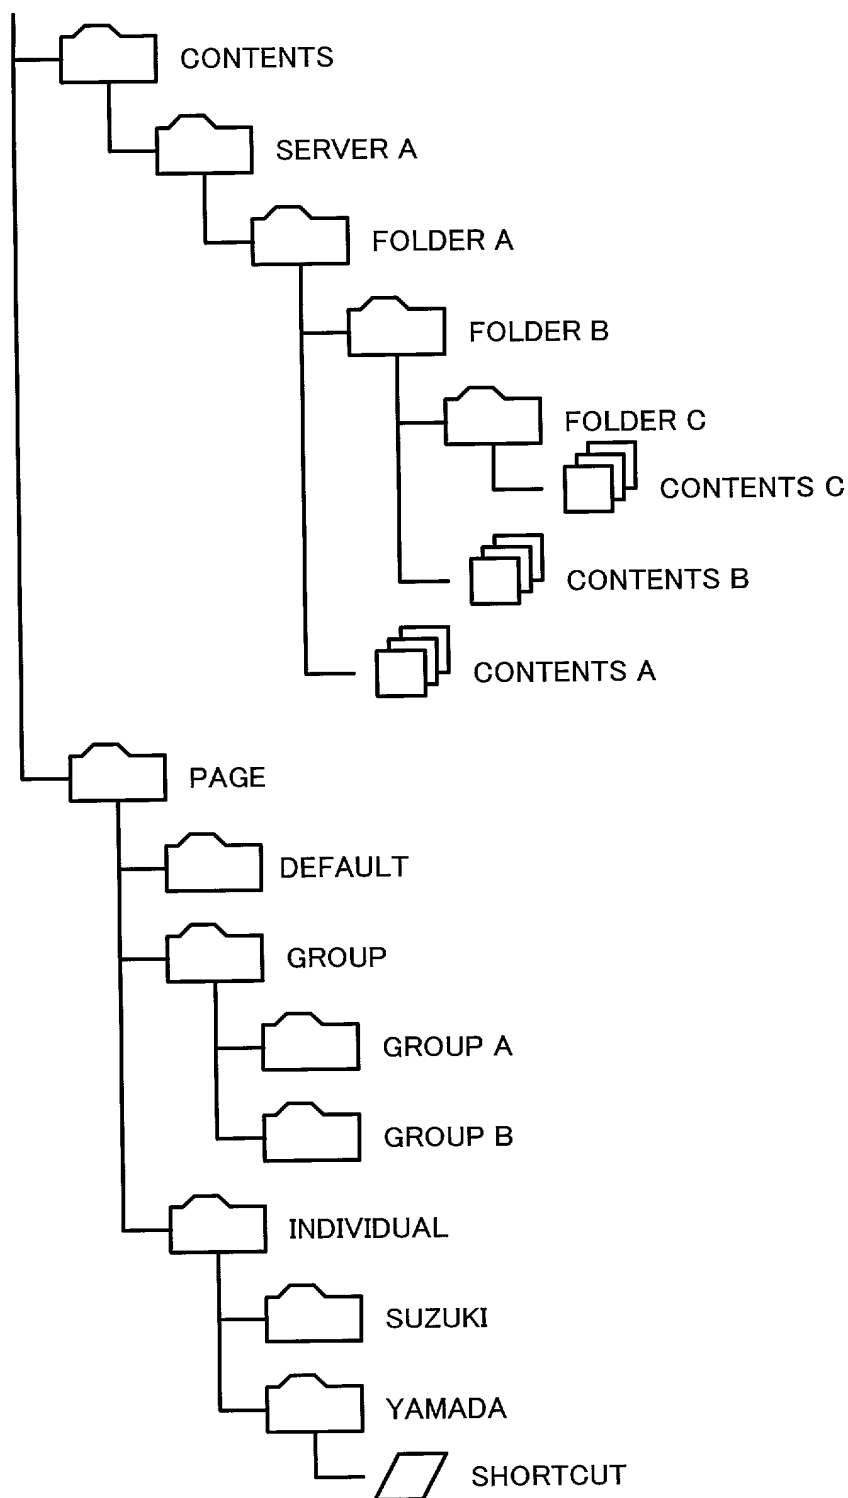 CONTENTS
SERVER A
FOLDER A
FOLDER B
FOLDER C
CONTENTS C
CONTENTS B
CONTENTS A
PAGE
DEFAULT
GROUP
GROUP A
GROUP B
INDIVIDUAL
SUZUKI
YAMADA
SHORTCUT